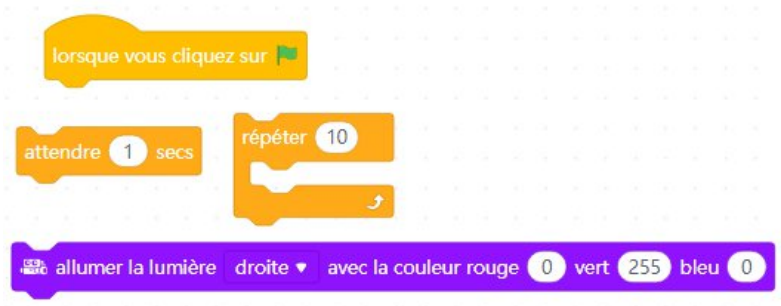 lorsque vous cliquez sur
attendre 1 secs
répéter 10
allumer la lumière droite avec la couleur rouge 0 vert 255 bleu 0